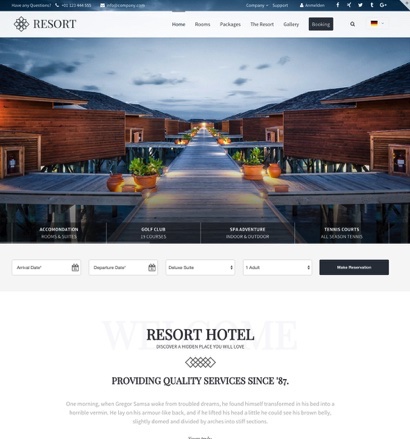 Have any Questions? +01 123 444 555 info@company.com Company Support Anmelden
RESORT Home Rooms Packages The Resort Gallery Booking
ACCOMODATION GOLF CLUB SPA ADVENTURE TENNIS COURTS
ROOMS & SUITES 1X COURSES INDOOR & OUTDOOR ALL SEASON TENNIS
Arrival Date* Departure Date* Deluxe Suite 1 Adult Make Reservation
WELCOME
RESORT HOTEL
DISCOVER A HIDDEN PLACE YOU WILL LOVE
PROVIDING QUALITY SERVICES SINCE '87.
One morning, when Gregor Samsa woke from troubled dreams, he found himself transformed in his bed into a
horrible vermin. He lay on his armour-like back, and if he lifted his head a little he could see his brown belly,
slightly domed and divided by arches into stiff sections.